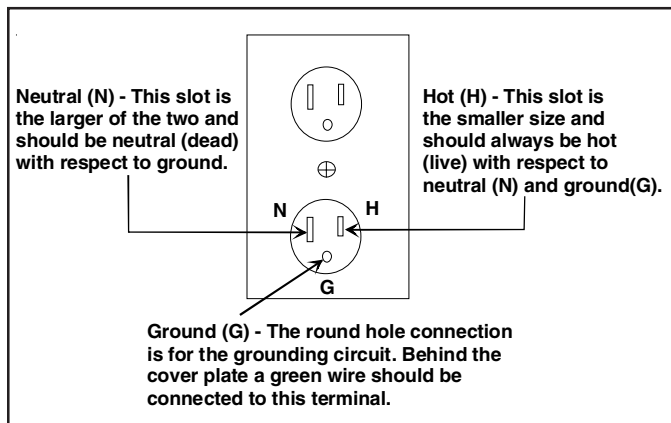 Neutral (N) - This slot is
the larger of the two and
should be neutral (dead)
with respect to ground.
Hot (H) - This slot is
the smaller size and
should always be hot
(live) with respect to
neutral (N) and ground(G).
N
H
G
Ground (G) - The round hole connection
is for the grounding circuit. Behind the
cover plate a green wire should be
connected to this terminal.